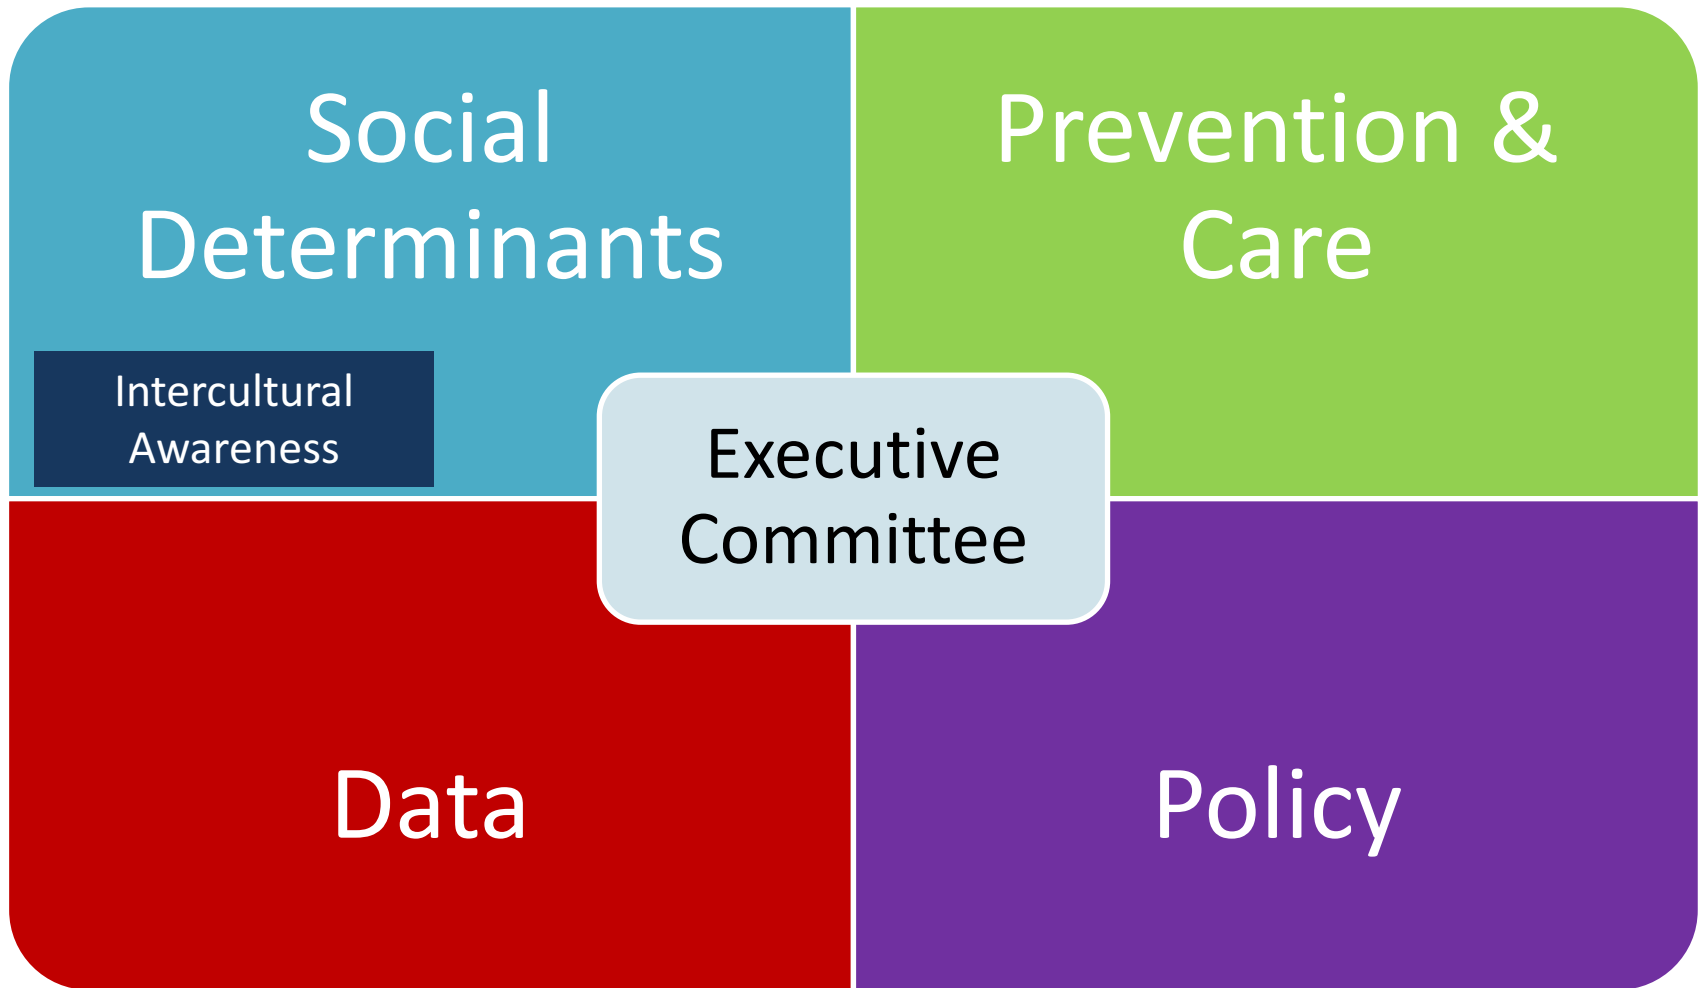 Social
Determinants
Prevention &
Care
Intercultural
Awareness
Executive
Committee
Data
Policy